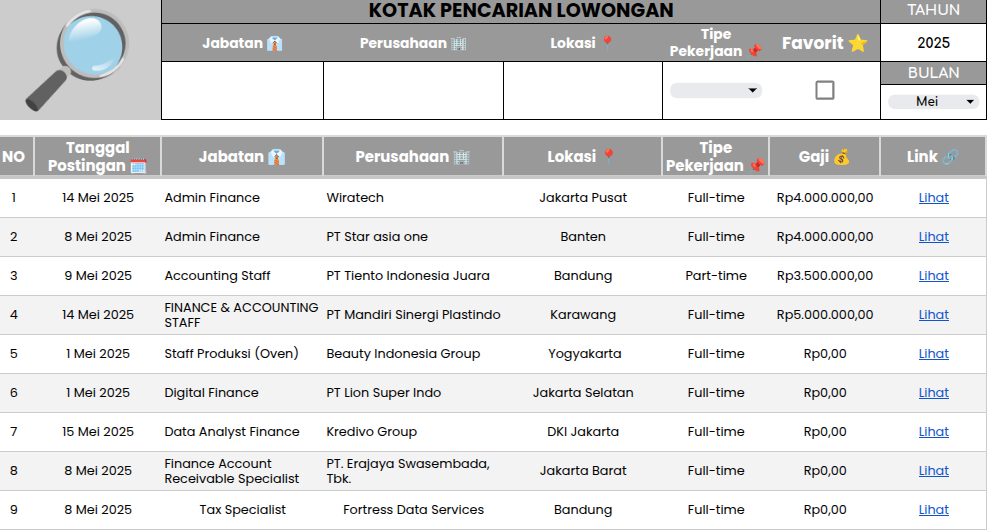 KOTAK PENCARIAN LOWONGAN
TAHUN
Jabatan 👔 Perusahaan 🏢 Lokasi 📍 Tipe Pekerjaan 📌 Favorit ⭐
2025
BULAN
Mei
NO Tanggal Postingan 🗓️ Jabatan 👔 Perusahaan 🏢 Lokasi 📍 Tipe Pekerjaan 📌 Gaji 💰 Link 🔗
1 14 Mei 2025 Admin Finance Wiratech Jakarta Pusat Full-time Rp4.000.000,00 Lihat
2 8 Mei 2025 Admin Finance PT Star asia one Banten Full-time Rp4.000.000,00 Lihat
3 9 Mei 2025 Accounting Staff PT Tiento Indonesia Juara Bandung Part-time Rp3.500.000,00 Lihat
4 14 Mei 2025 FINANCE & ACCOUNTING STAFF PT Mandiri Sinergi Plastindo Karawang Full-time Rp5.000.000,00 Lihat
5 1 Mei 2025 Staff Produksi (Oven) Beauty Indonesia Group Yogyakarta Full-time Rp0,00 Lihat
6 1 Mei 2025 Digital Finance PT Lion Super Indo Jakarta Selatan Full-time Rp0,00 Lihat
7 15 Mei 2025 Data Analyst Finance Kredivo Group DKI Jakarta Full-time Rp0,00 Lihat
8 8 Mei 2025 Finance Account Receivable Specialist PT. Erajaya Swasembada, Tbk. Jakarta Barat Full-time Rp0,00 Lihat
9 8 Mei 2025 Tax Specialist Fortress Data Services Bandung Full-time Rp0,00 Lihat